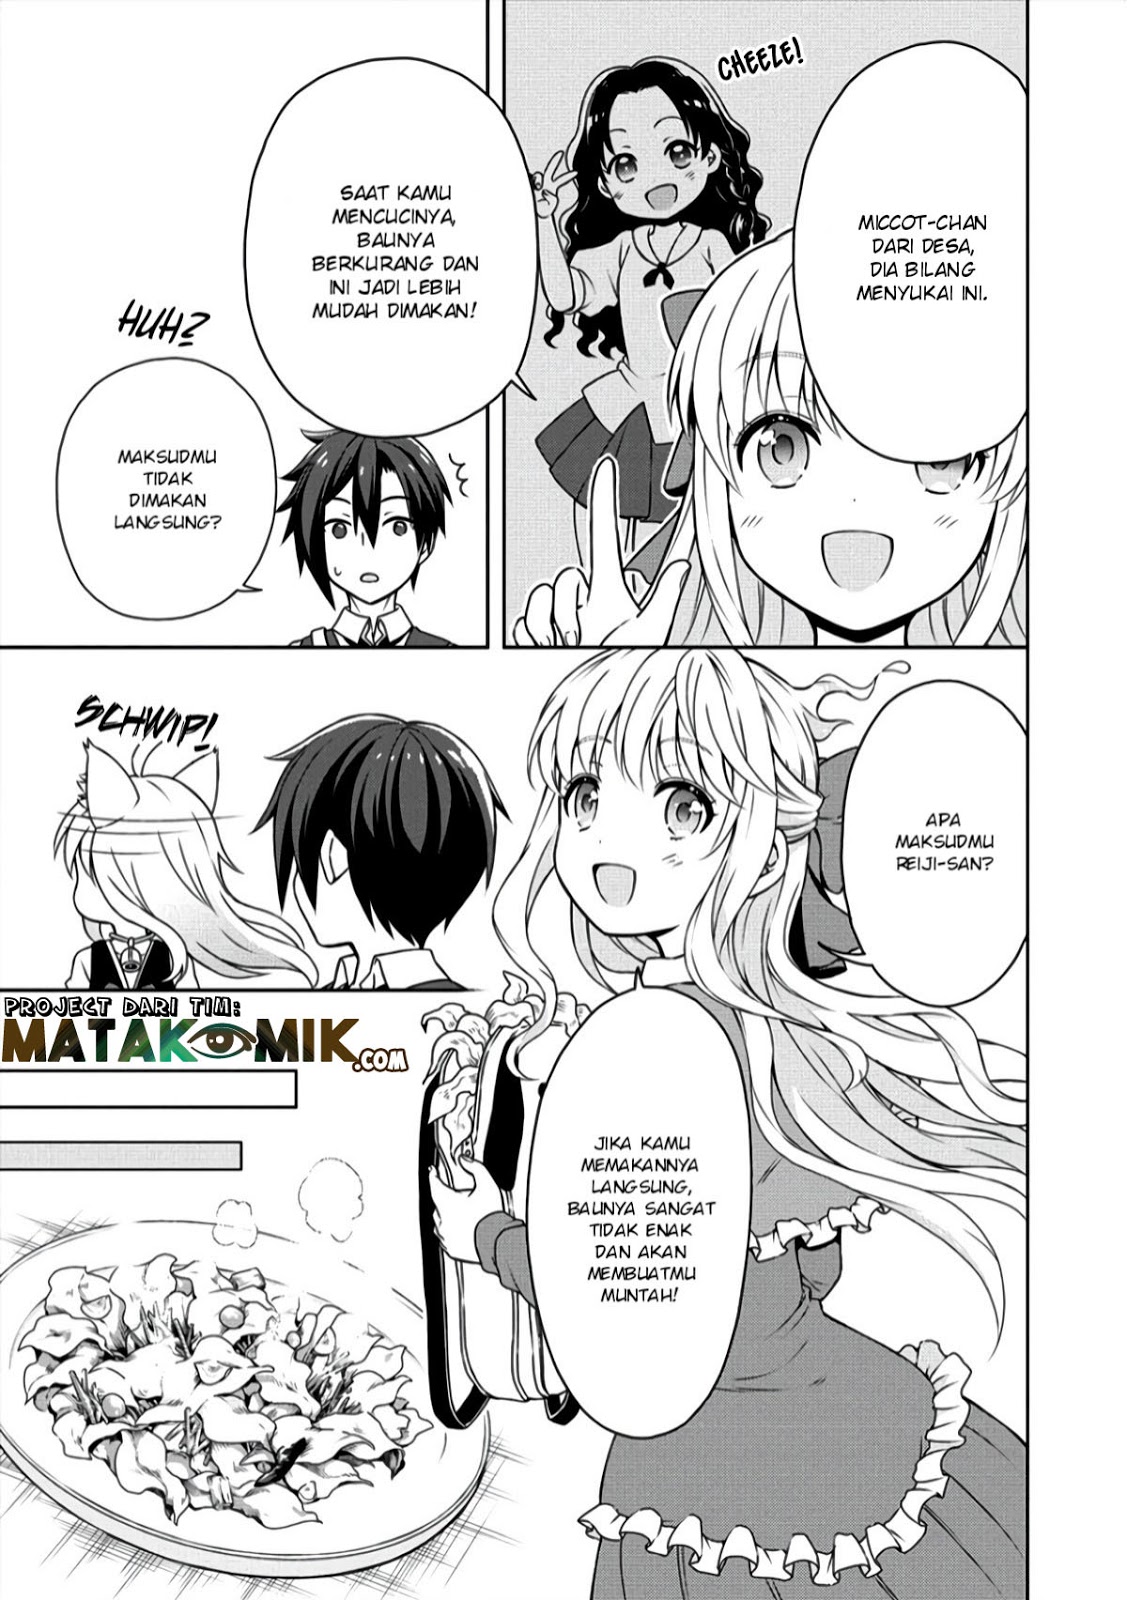 CHEEZE!
MICCOT-CHAN
DARI DESA,
DIA BILANG
MENYUKAI INI.
SAAT KAMU
MENCUCINYA,
BAUNYA
BERKURANG DAN
INI JADI LEBIH
MUDAH DIMAKAN!
HUH?
MAKSUDMU
TIDAK
DIMAKAN
LANGSUNG?
APA
MAKSUDMU
REIJI-SAN?
SCHWIP!
JIKA KAMU
MEMAKANNYA
LANGSUNG,
BAUNYA SANGAT
TIDAK ENAK
DAN AKAN
MEMBUATMU
MUNTAH!
PROJECT DARI TIM:
MATAKOMIK.COM